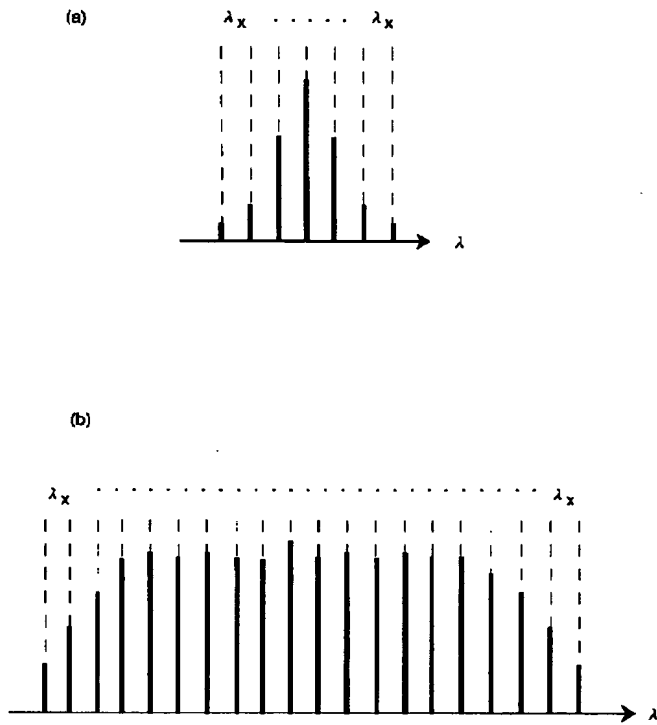 (a)
λx . . . . . λx
λ
(b)
λx . . . . . . . . . . . . . . . . . . . . . . . . . . . . . . . . λx
λ